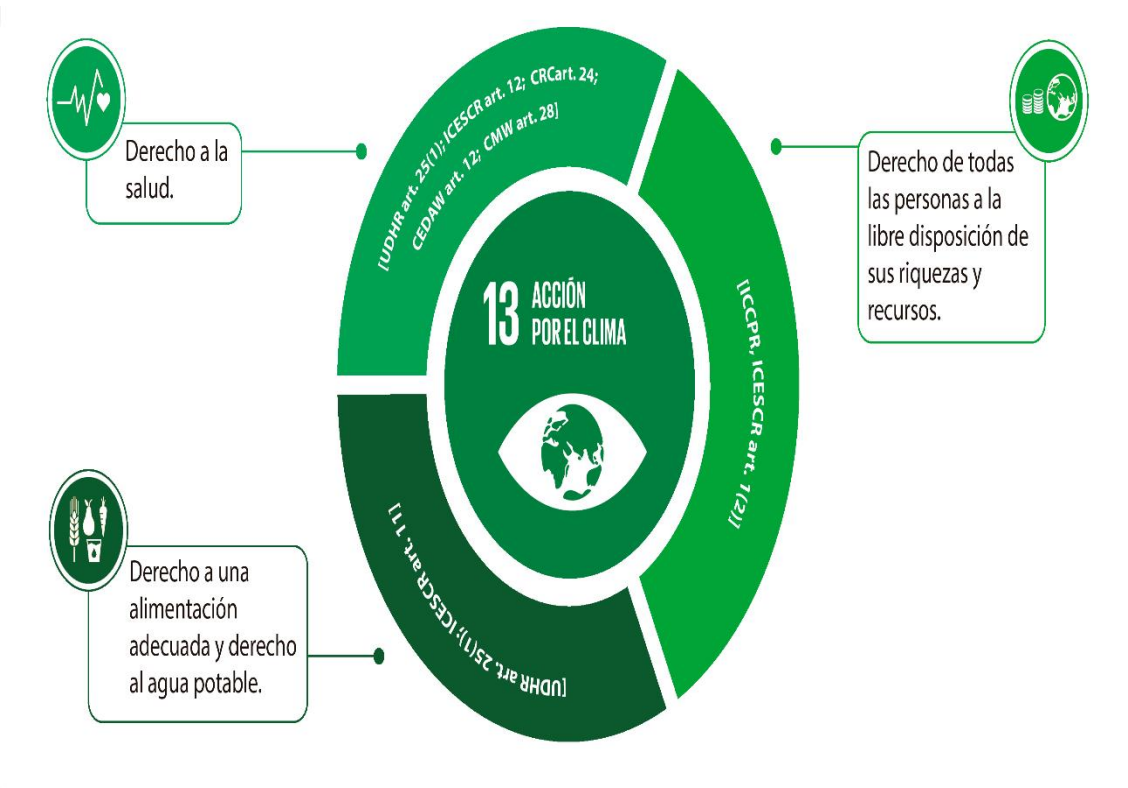 Derecho a la
salud.
[UDHR art. 25(1); ICESCR art. 12; CRCart. 24;
CEDAW art. 12; CMW art. 28]
Derecho de todas
las personas a la
libre disposición de
sus riquezas y
recursos.
[ICCPR, ICESCR art. 1(2)]
13 ACCIÓN
POR EL CLIMA
Derecho a una
alimentación
adecuada y derecho
al agua potable.
[UDHR art. 25(1); ICESCR art. 11]